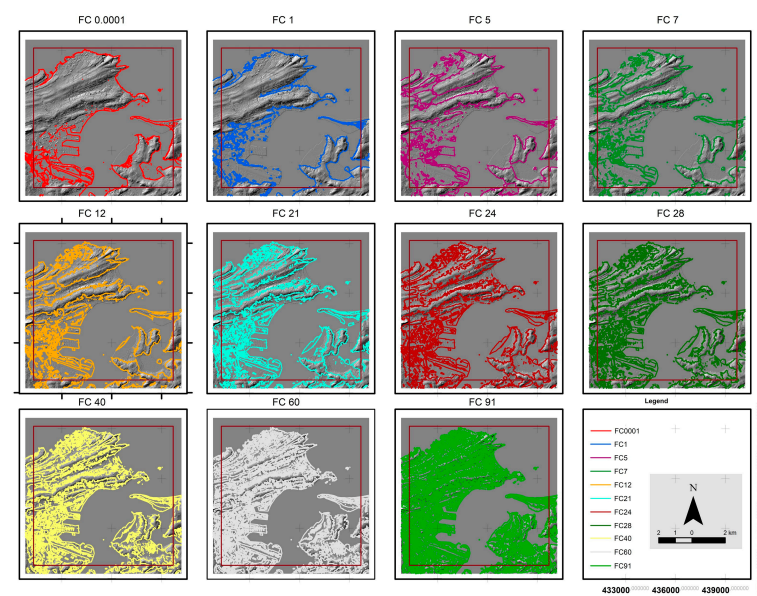 FC 0.0001
FC 1
FC 5
FC 7
FC 12
FC 21
FC 24
FC 28
FC 40
FC 60
FC 91
Legend
FC0001
FC1
FC5
FC7
FC12
FC21
FC24
FC28
FC40
FC60
FC91
N
2 1 0 2 km
433000 436000 439000